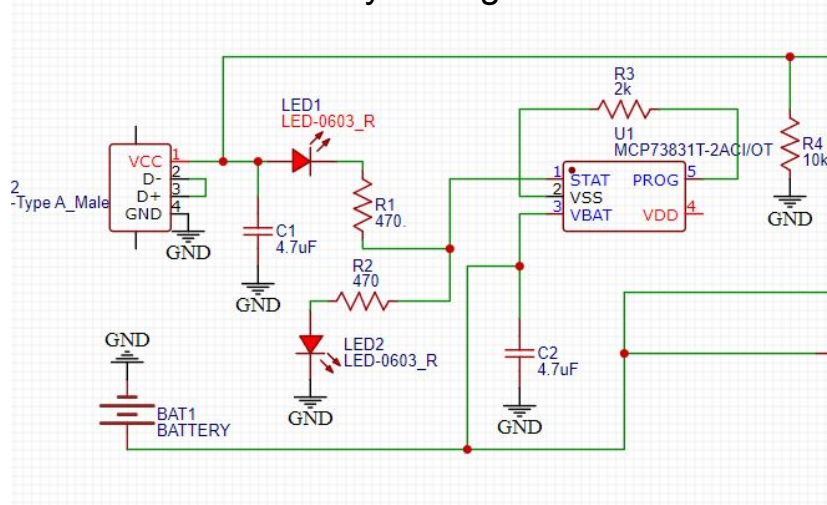 LED1
LED-0603_R
R3
2k
U1
MCP73831T-2ACI/OT
R4
10k
GND
VCC 1
D- 2
D+ 3
GND 4
2
-Type A_Male
GND
C1
4.7uF
GND
R1
470.
1 STAT PROG 5
2 VSS
3 VBAT VDD 4
R2
470
LED2
LED-0603_R
GND
C2
4.7uF
GND
GND
BAT1
BATTERY